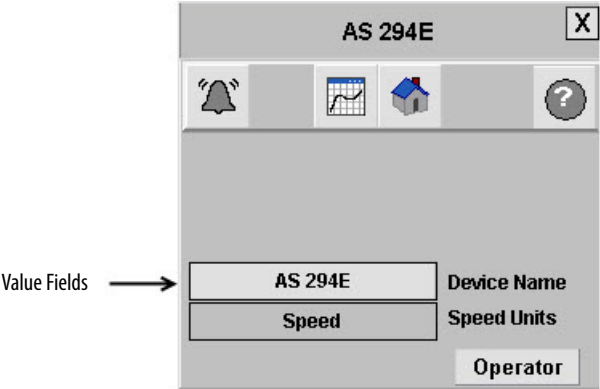 AS 294E
X
?
Value Fields
AS 294E Device Name
Speed Speed Units
Operator